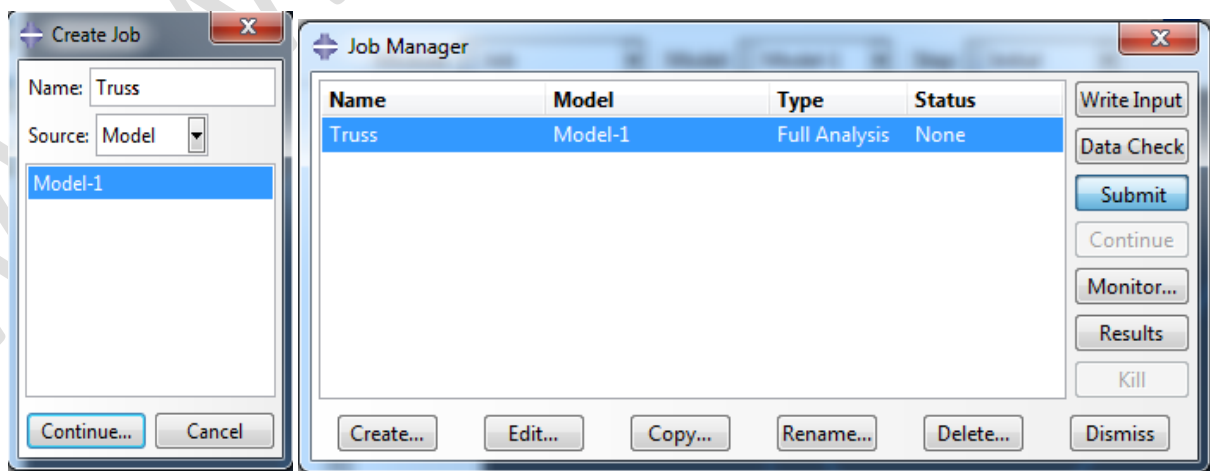 Create Job
Name: Truss
Source: Model
Model-1
Continue... Cancel
Job Manager
Name Model Type Status
Truss Model-1 Full Analysis None
Write Input
Data Check
Submit
Continue
Monitor...
Results
Kill
Create... Edit... Copy... Rename... Delete... Dismiss